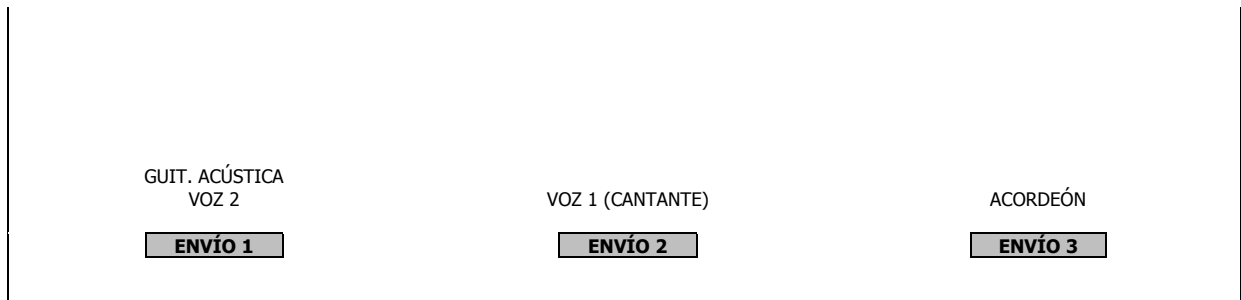 GUIT. ACÚSTICA
VOZ 2
VOZ 1 (CANTANTE)
ACORDEÓN
ENVÍO 1
ENVÍO 2
ENVÍO 3